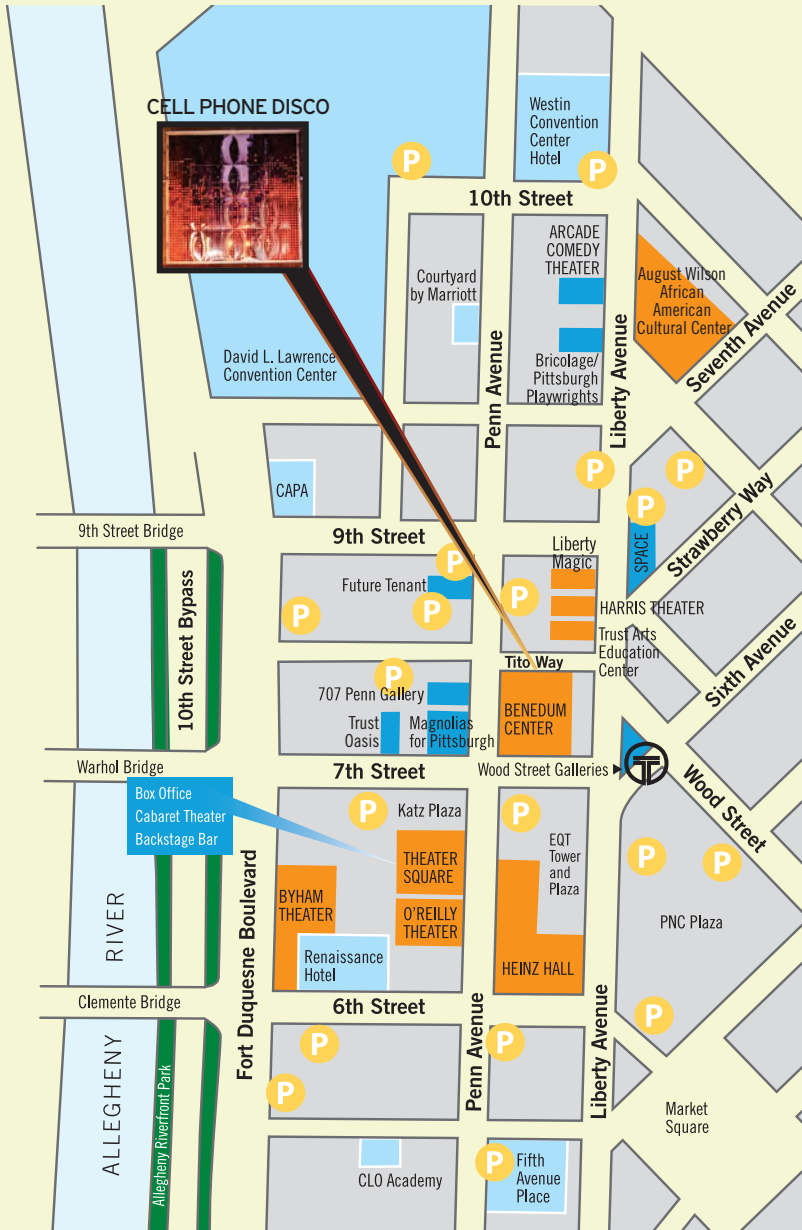 CELL PHONE DISCO
Westin
Convention
Center
Hotel
P
P
10th Street
ARCADE
COMEDY
THEATER
Courtyard
by Marriott
August Wilson
African
American
Cultural Center
Seventh Avenue
David L. Lawrence
Convention Center
Penn Avenue
Bricolage/
Pittsburgh
Playwrights
Liberty Avenue
P
P
P
CAPA
Strawberry Way
9th Street Bridge
9th Street
SPACE
Liberty
Magic
P
Future Tenant
P
P
P
HARRIS THEATER
Trust Arts
Education
Center
10th Street Bypass
Tito Way
Sixth Avenue
P
707 Penn Gallery
Trust
Oasis
Magnolias
for Pittsburgh
BENEDUM
CENTER
Warhol Bridge
7th Street
Wood Street Galleries
T
Wood Street
Box Office
Cabaret Theater
Backstage Bar
P
Katz Plaza
P
EQT
Tower
and
Plaza
THEATER
SQUARE
P
P
BYHAM
THEATER
O'REILLY
THEATER
PNC Plaza
Renaissance
Hotel
HEINZ HALL
RIVER
Fort Duquesne Boulevard
Clemente Bridge
6th Street
P
Penn Avenue
Liberty Avenue
P
P
P
ALLEGHENY
Allegheny Riverfront Park
Market
Square
CLO Academy
P
Fifth
Avenue
Place